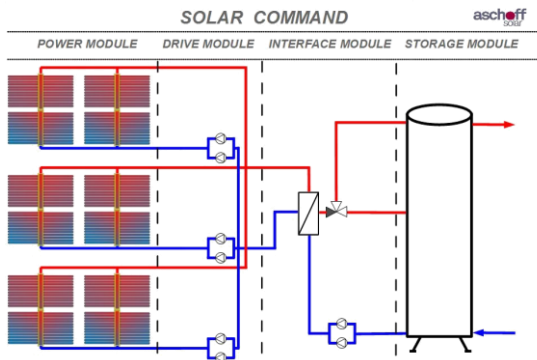 SOLAR COMMAND
aschoff
solar
POWER MODULE
DRIVE MODULE
INTERFACE MODULE
STORAGE MODULE